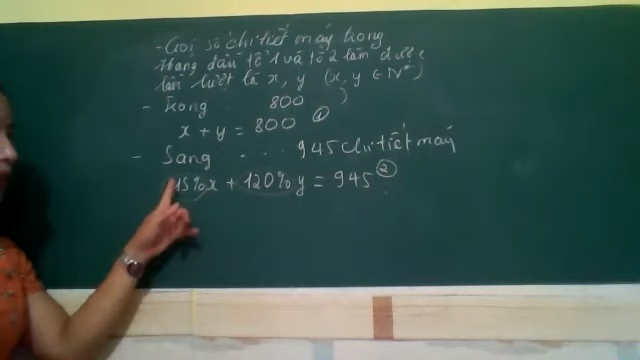 - Gọi số chi tiết máy trong
tháng đầu tổ 1 và tổ 2 làm được
lần lượt là x, y (x, y ∈ N*)
- trong 800 )
x + y = 800 ①
- Sang . . . 945 chi tiết máy
15% x + 120% y = 945 ②